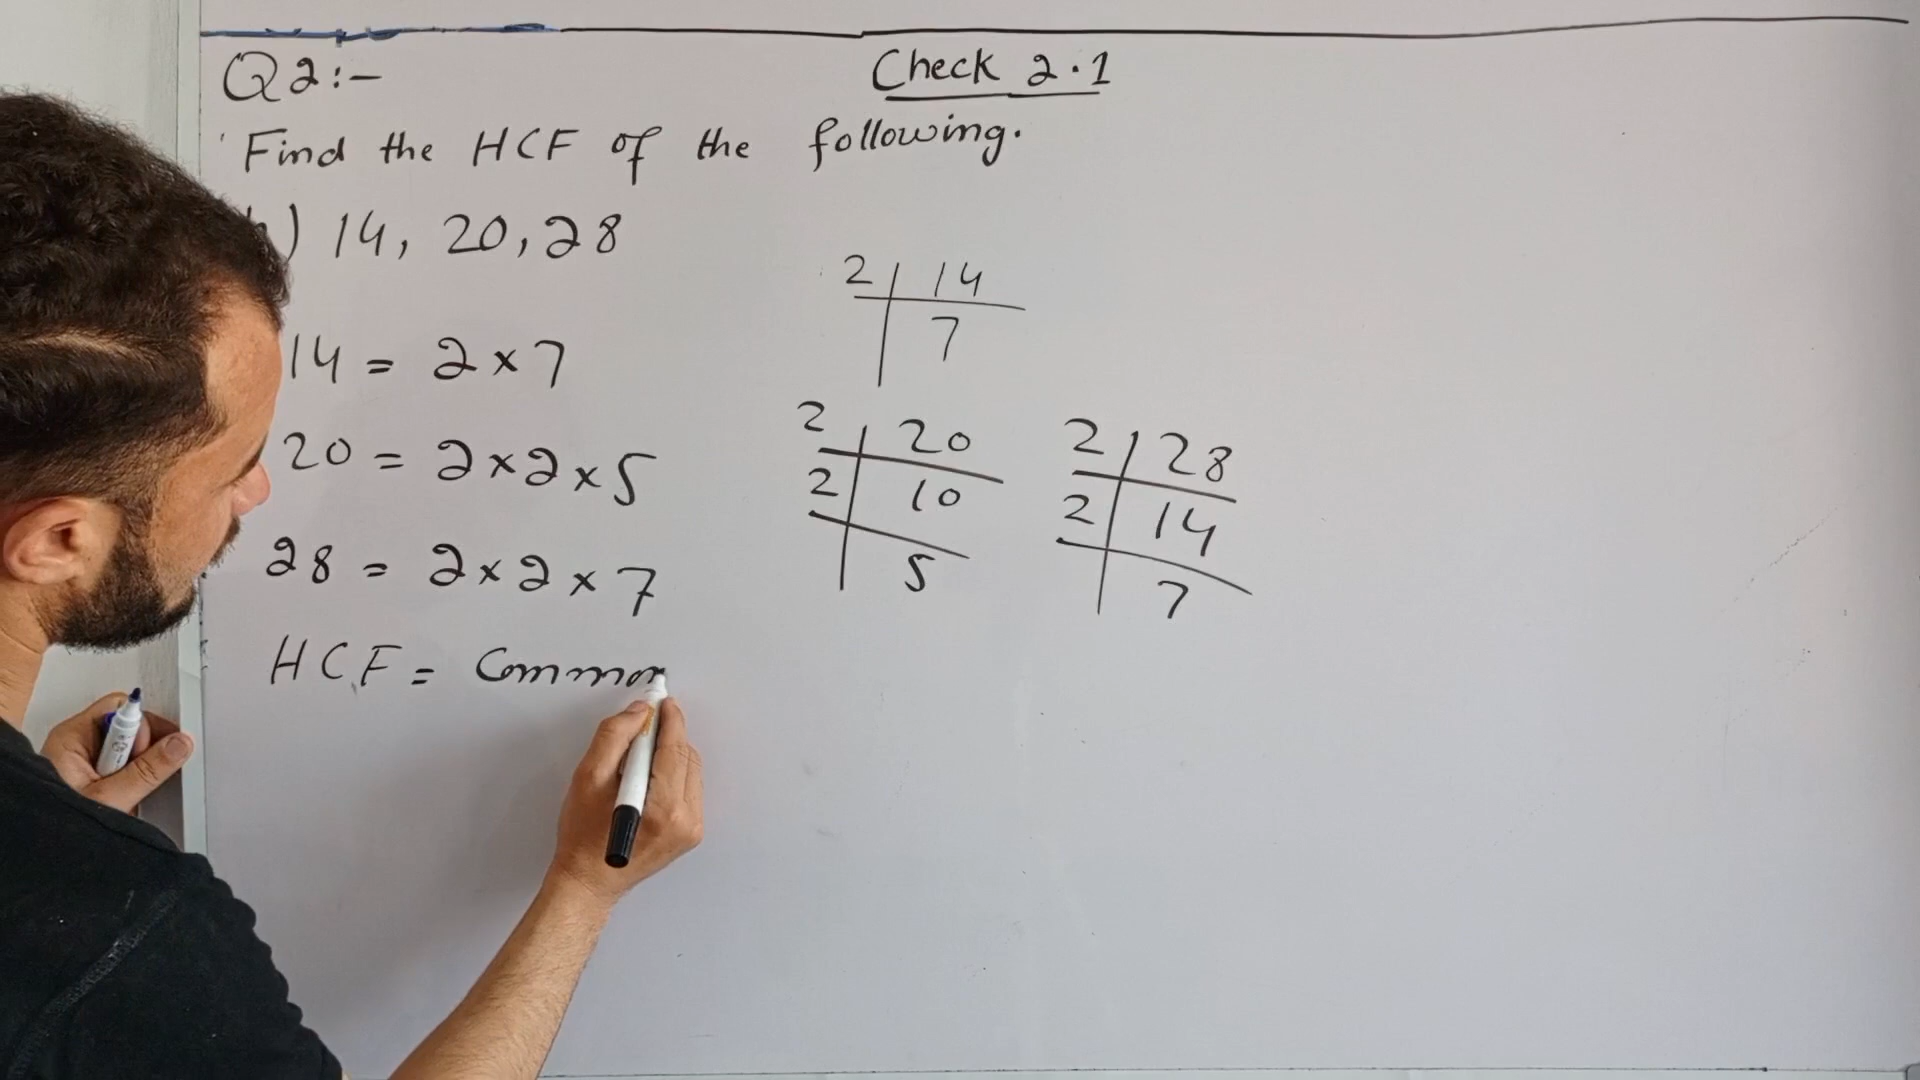 Check 2.1
Q2:-
Find the HCF of the following.
) 14, 20, 28
14 = 2 × 7
20 = 2 × 2 × 5
28 = 2 × 2 × 7
HCF = Common
2 | 14
7
2 | 20
2 | 10
5
2 | 28
2 | 14
7